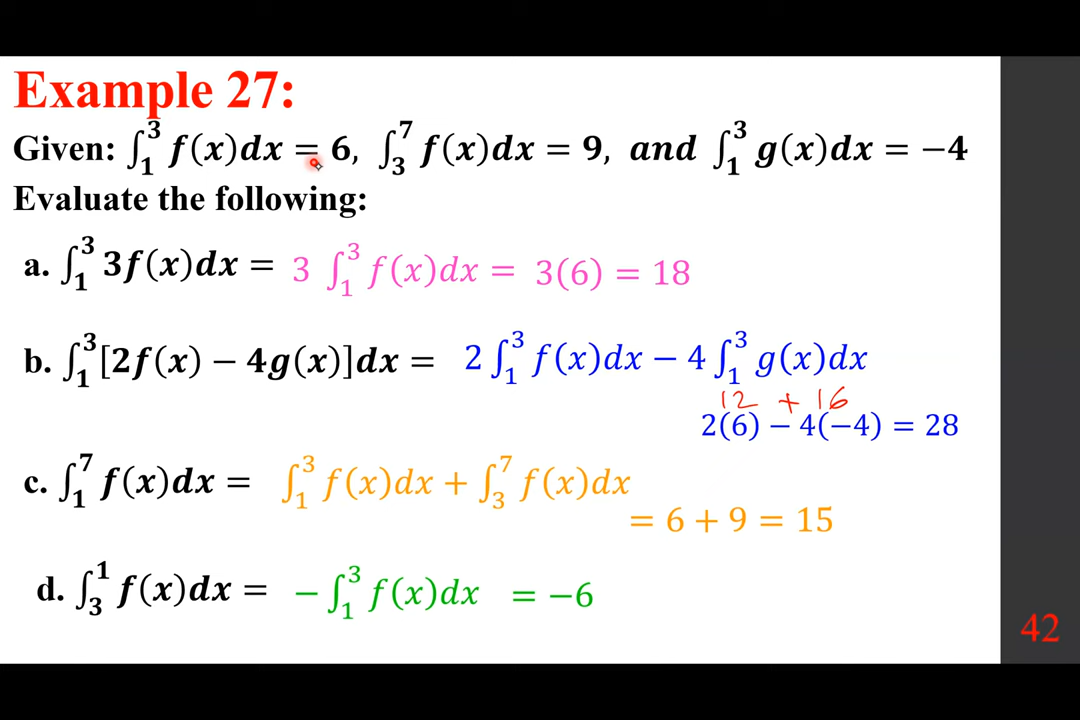 Example 27:
Given: ∫₁³ f(x)dx = 6, ∫₃⁷ f(x)dx = 9, and ∫₁³ g(x)dx = −4
Evaluate the following:
a. ∫₁³ 3f(x)dx = 3 ∫₁³ f(x)dx = 3(6) = 18
b. ∫₁³[2f(x) − 4g(x)]dx = 2 ∫₁³ f(x)dx − 4 ∫₁³ g(x)dx
12 + 16
2(6) − 4(−4) = 28
c. ∫₁⁷ f(x)dx = ∫₁³ f(x)dx + ∫₃⁷ f(x)dx
= 6 + 9 = 15
d. ∫₃¹ f(x)dx = − ∫₁³ f(x)dx = −6
42